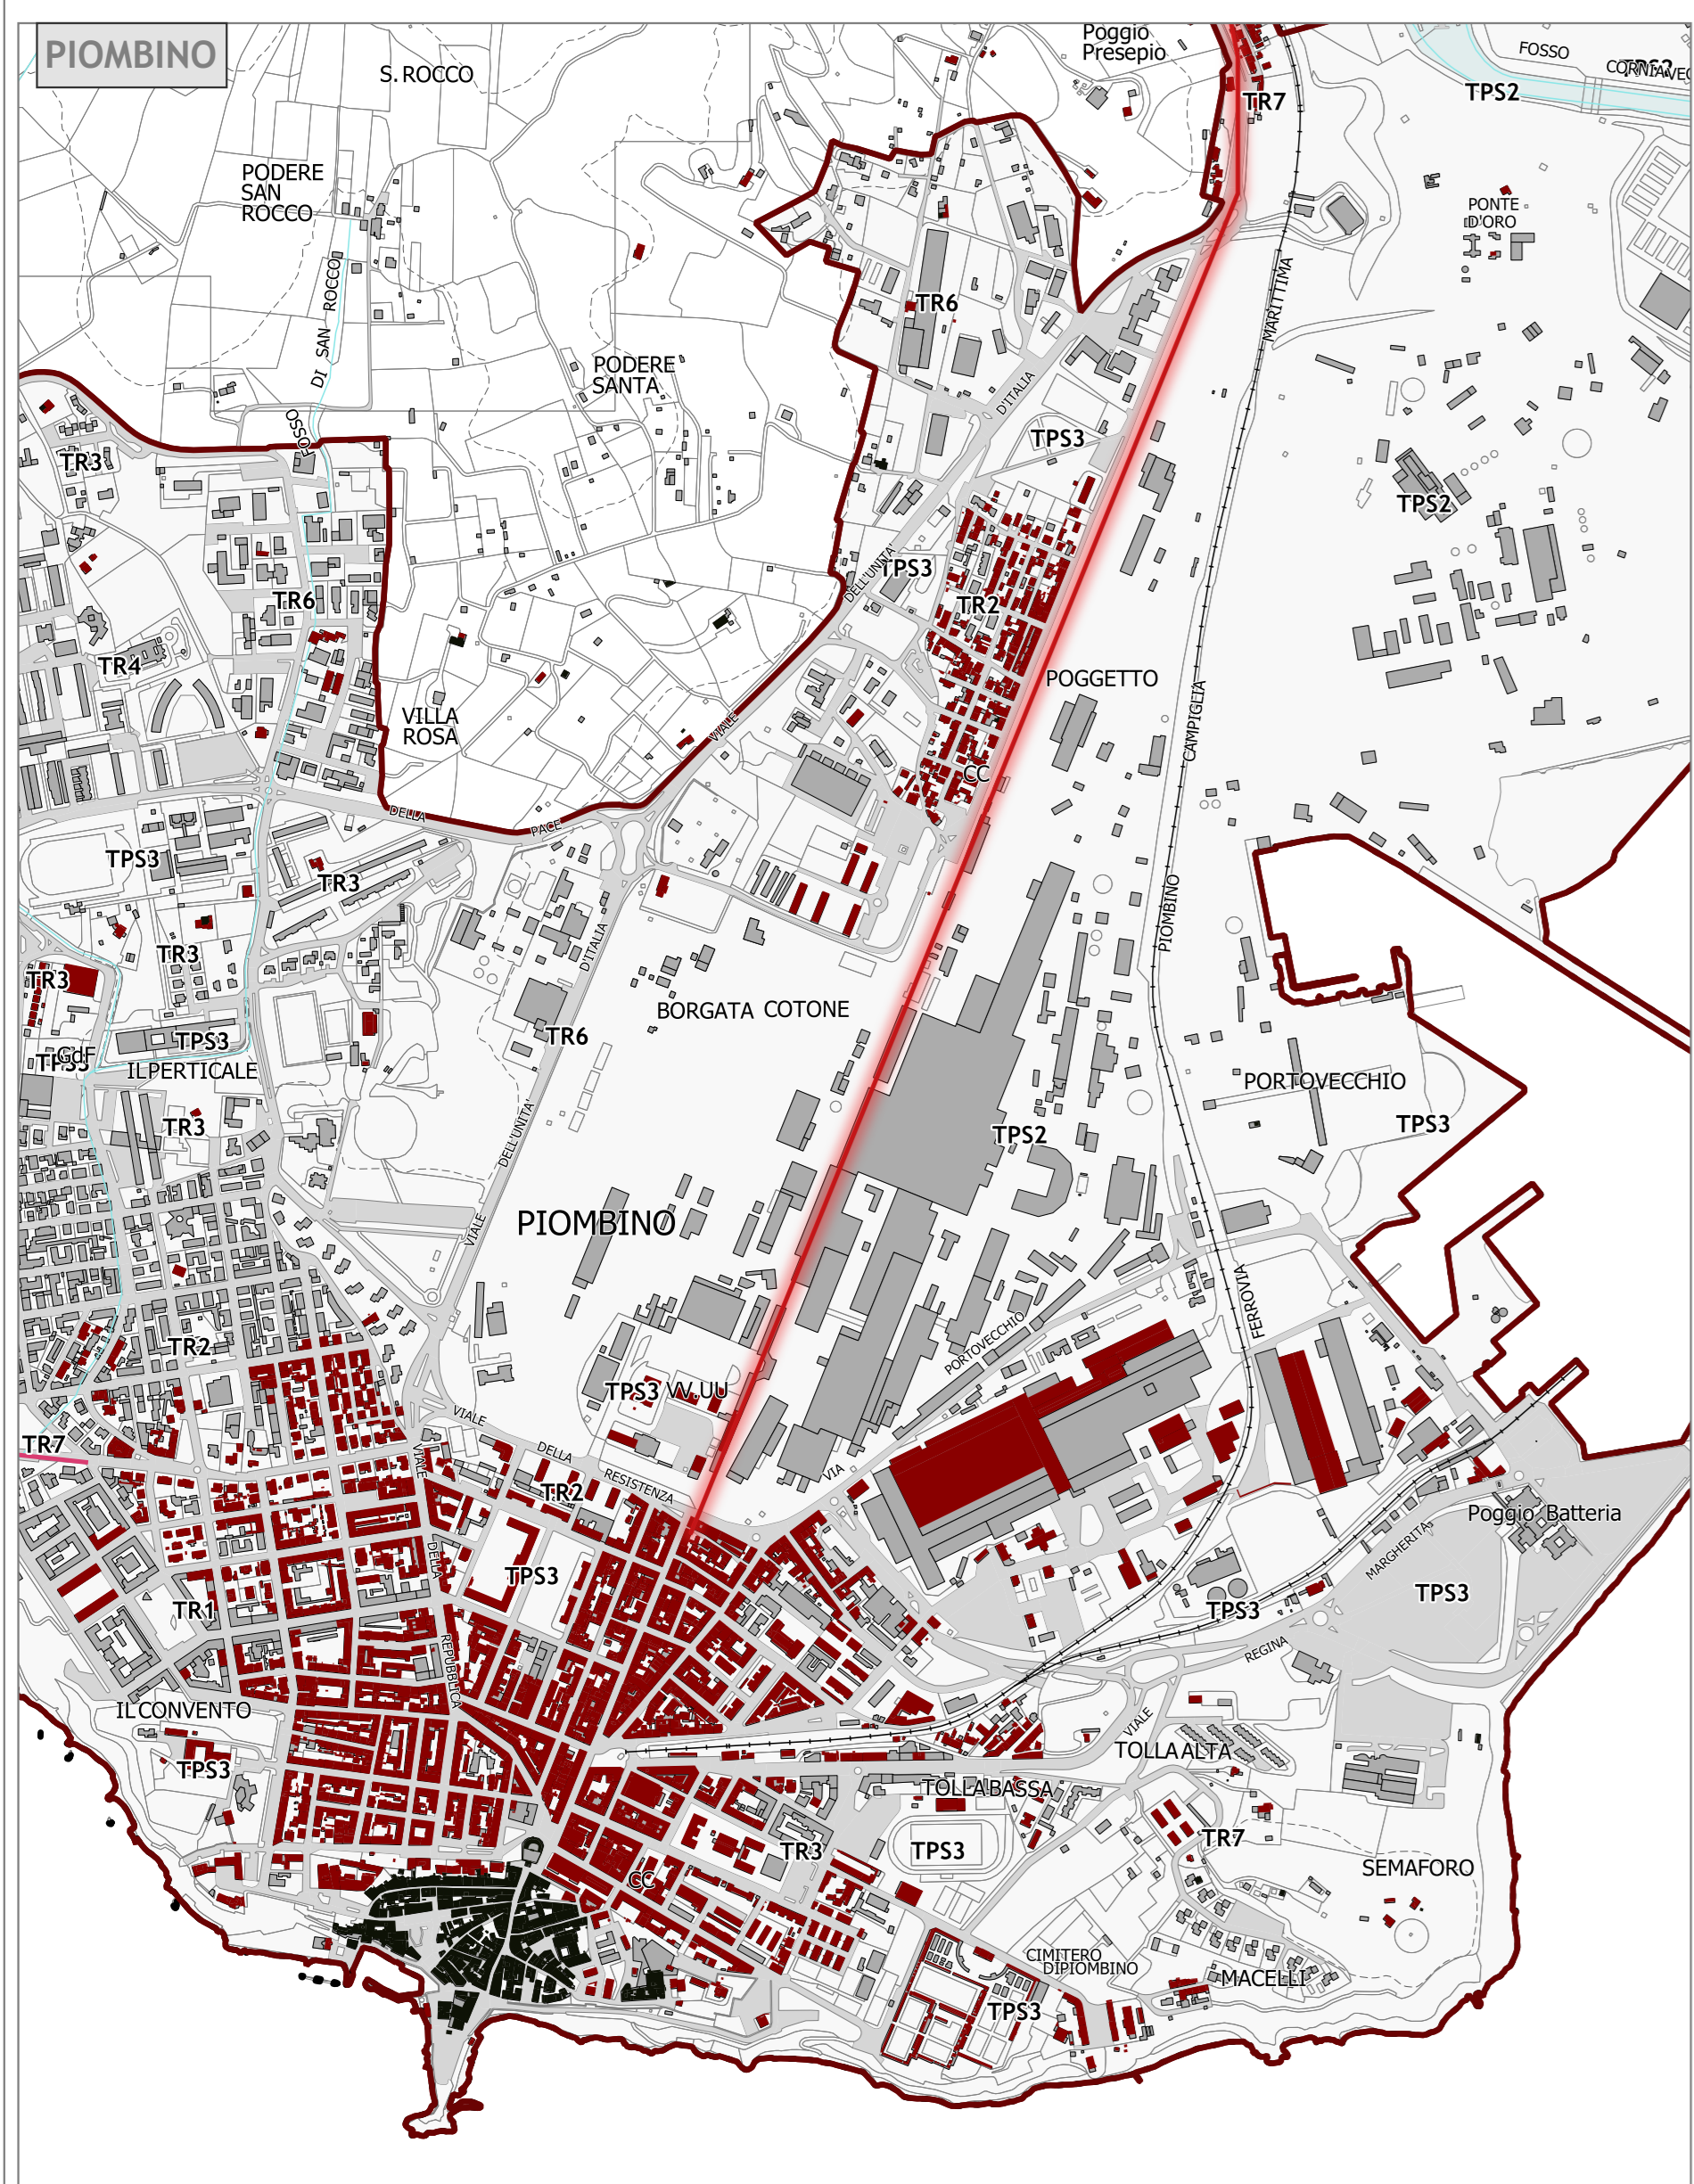 PIOMBINO
S. ROCCO
Poggio
Presepio
FOSSO
TPS2
TR7
PODERE
SAN
ROCCO
PONTE
D'ORO
DI SAN ROCCO
FOSSO
TR6
MARITTIMA
PODERE
SANTA
D'ITALIA
TPS3
TR3
TPS2
DELL'UNITA'
TPS3
TR6
TR2
TR4
POGGETTO
VILLA
ROSA
VIALE
CAMPIGLIA
CC
DELLA
PACE
TPS3
TR3
PIOMBINO
D'ITALIA
TR3
TR3
BORGATA COTONE
TR6
TPS3
GdF
IL PERTICALE
PORTOVECCHIO
TPS3
TR3
DELL'UNITA'
TPS2
VIALE
PIOMBINO
FERROVIA
TR2
PORTOVECCHIO
TPS3 VV.UU
VIALE
TR7
DELLA
VIALE
VIA
RESISTENZA
TR2
Poggio Batteria
MARGHERITA
DELLA
TPS3
TPS3
TR1
TPS3
REGINA
REPUBBLICA
IL CONVENTO
VIALE
TOLLA ALTA
TPS3
TOLLA BASSA
TR7
TR3
TPS3
SEMAFORO
CC
CIMITERO
DI PIOMBINO
MACELLI
TPS3